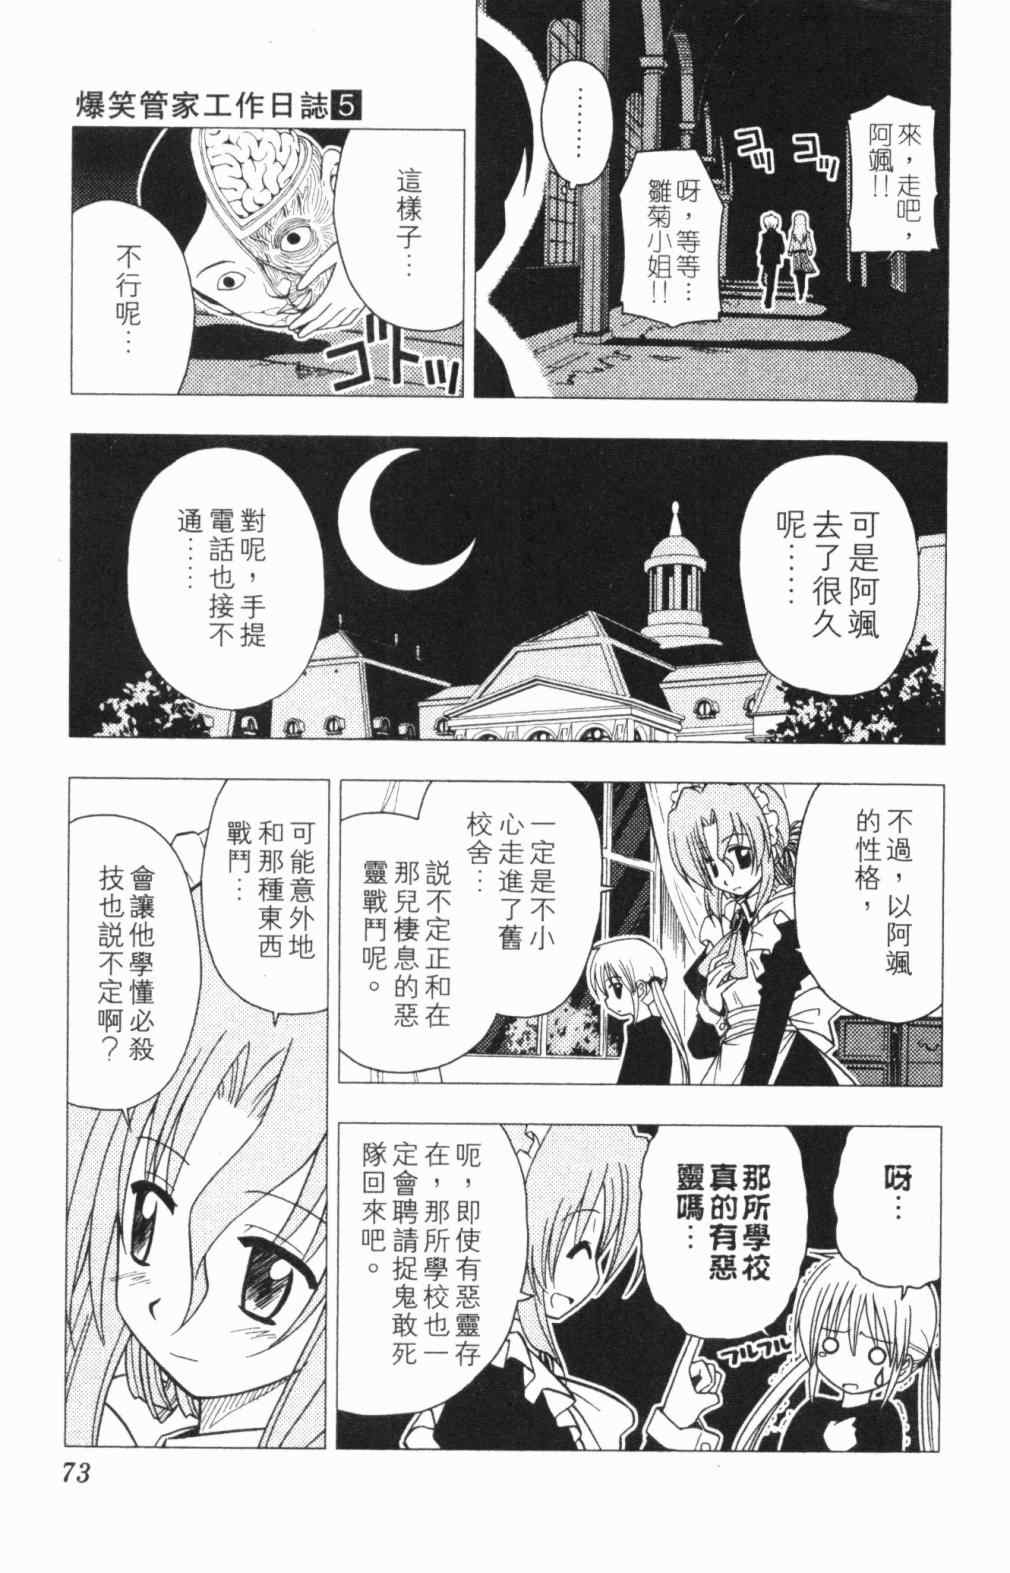 爆笑管家工作日誌5
來，走吧，
阿颯!!
コッ
コッ
呀，等等…
雛菊小姐!!
………
這樣子…
不行呢…
ゴトッ
可是阿颯
去了很久
呢……
對呢，手提
電話也接不
通……
不過，以阿颯
的性格，
一定是不小
心走進了舊
校舍…
說不定正和在
那兒棲息的惡
靈戰鬥呢。
可能意外地
和那種東西
戰鬥…
會讓他學懂必殺
技也說不定啊？
呀…
那所學校
真的有惡
靈嗎…
ブルブル
呃，即使有惡靈存
在，那所學校也一
定會聘請捉鬼敢死
隊回來吧。
73